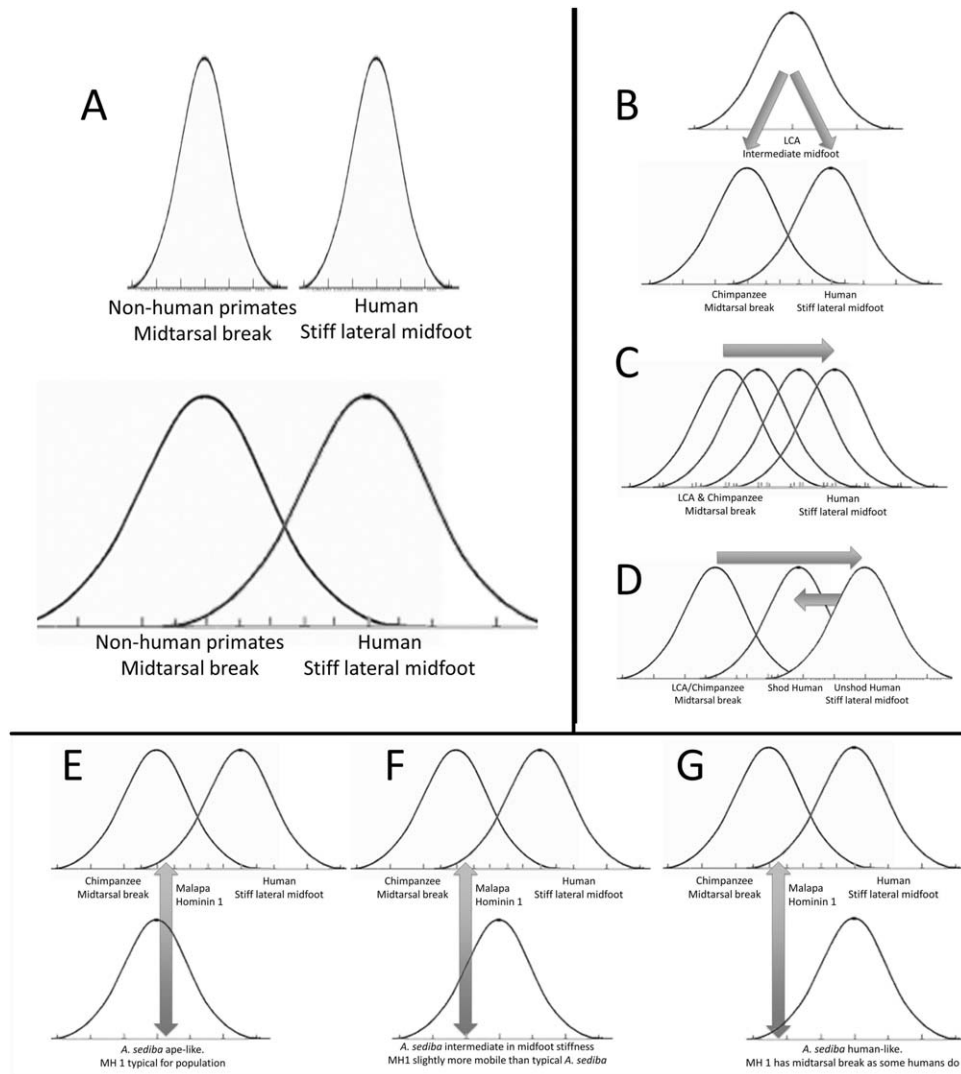 A
Non-human primates
Midtarsal break
Human
Stiff lateral midfoot
Non-human primates
Midtarsal break
Human
Stiff lateral midfoot
B
LCA
Intermediate midfoot
Chimpanzee
Midtarsal break
Human
Stiff lateral midfoot
C
LCA & Chimpanzee
Midtarsal break
Human
Stiff lateral midfoot
D
LCA/Chimpanzee
Midtarsal break
Shod Human
Unshod Human
Stiff lateral midfoot
E
Chimpanzee
Midtarsal break
Malapa
Hominin 1
Human
Stiff lateral midfoot
A. sediba ape-like.
MH 1 typical for population
F
Chimpanzee
Midtarsal break
Malapa
Hominin 1
Human
Stiff lateral midfoot
A. sediba intermediate in midfoot stiffness
MH1 slightly more mobile than typical A. sediba
G
Chimpanzee
Midtarsal break
Malapa
Hominin 1
Human
Stiff lateral midfoot
A. sediba human-like.
MH 1 has midtarsal break as some humans do